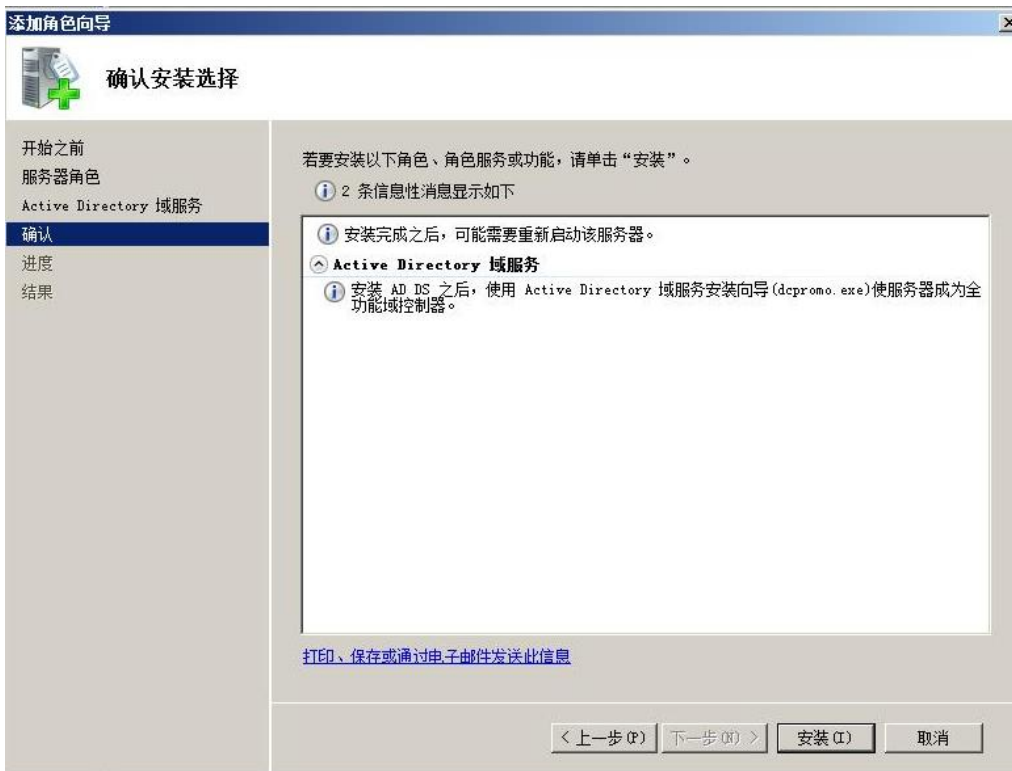 添加角色向导
确认安装选择
开始之前
服务器角色
Active Directory 域服务
确认
进度
结果
若要安装以下角色、角色服务或功能，请单击“安装”。
2 条信息性消息显示如下
安装完成之后，可能需要重新启动该服务器。
Active Directory 域服务
安装 AD DS 之后，使用 Active Directory 域服务安装向导(dcpromo.exe)使服务器成为全
功能域控制器。
打印、保存或通过电子邮件发送此信息
< 上一步(P)
下一步(N) >
安装(I)
取消